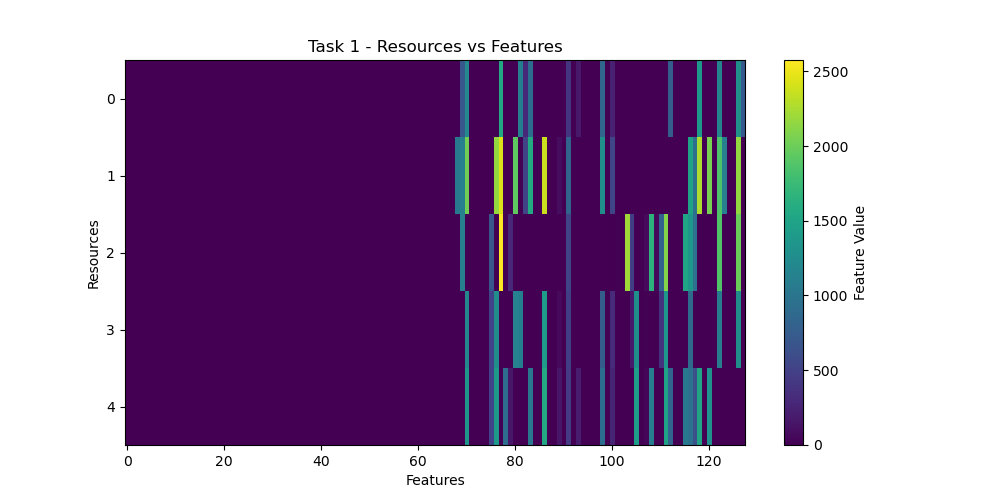 Task 1 - Resources vs Features
0
1
2
3
4
Resources
0 20 40 60 80 100 120
Features
2500
2000
1500
1000
500
0
Feature Value